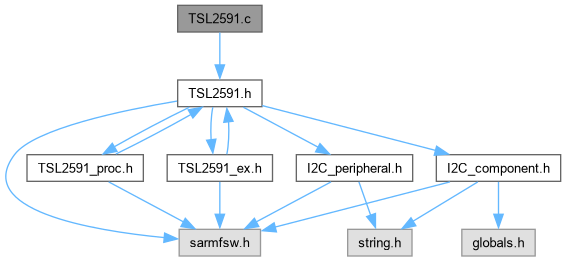 TSL2591.c
TSL2591.h
TSL2591_proc.h
TSL2591_ex.h
I2C_peripheral.h
I2C_component.h
sarmfsw.h
string.h
globals.h